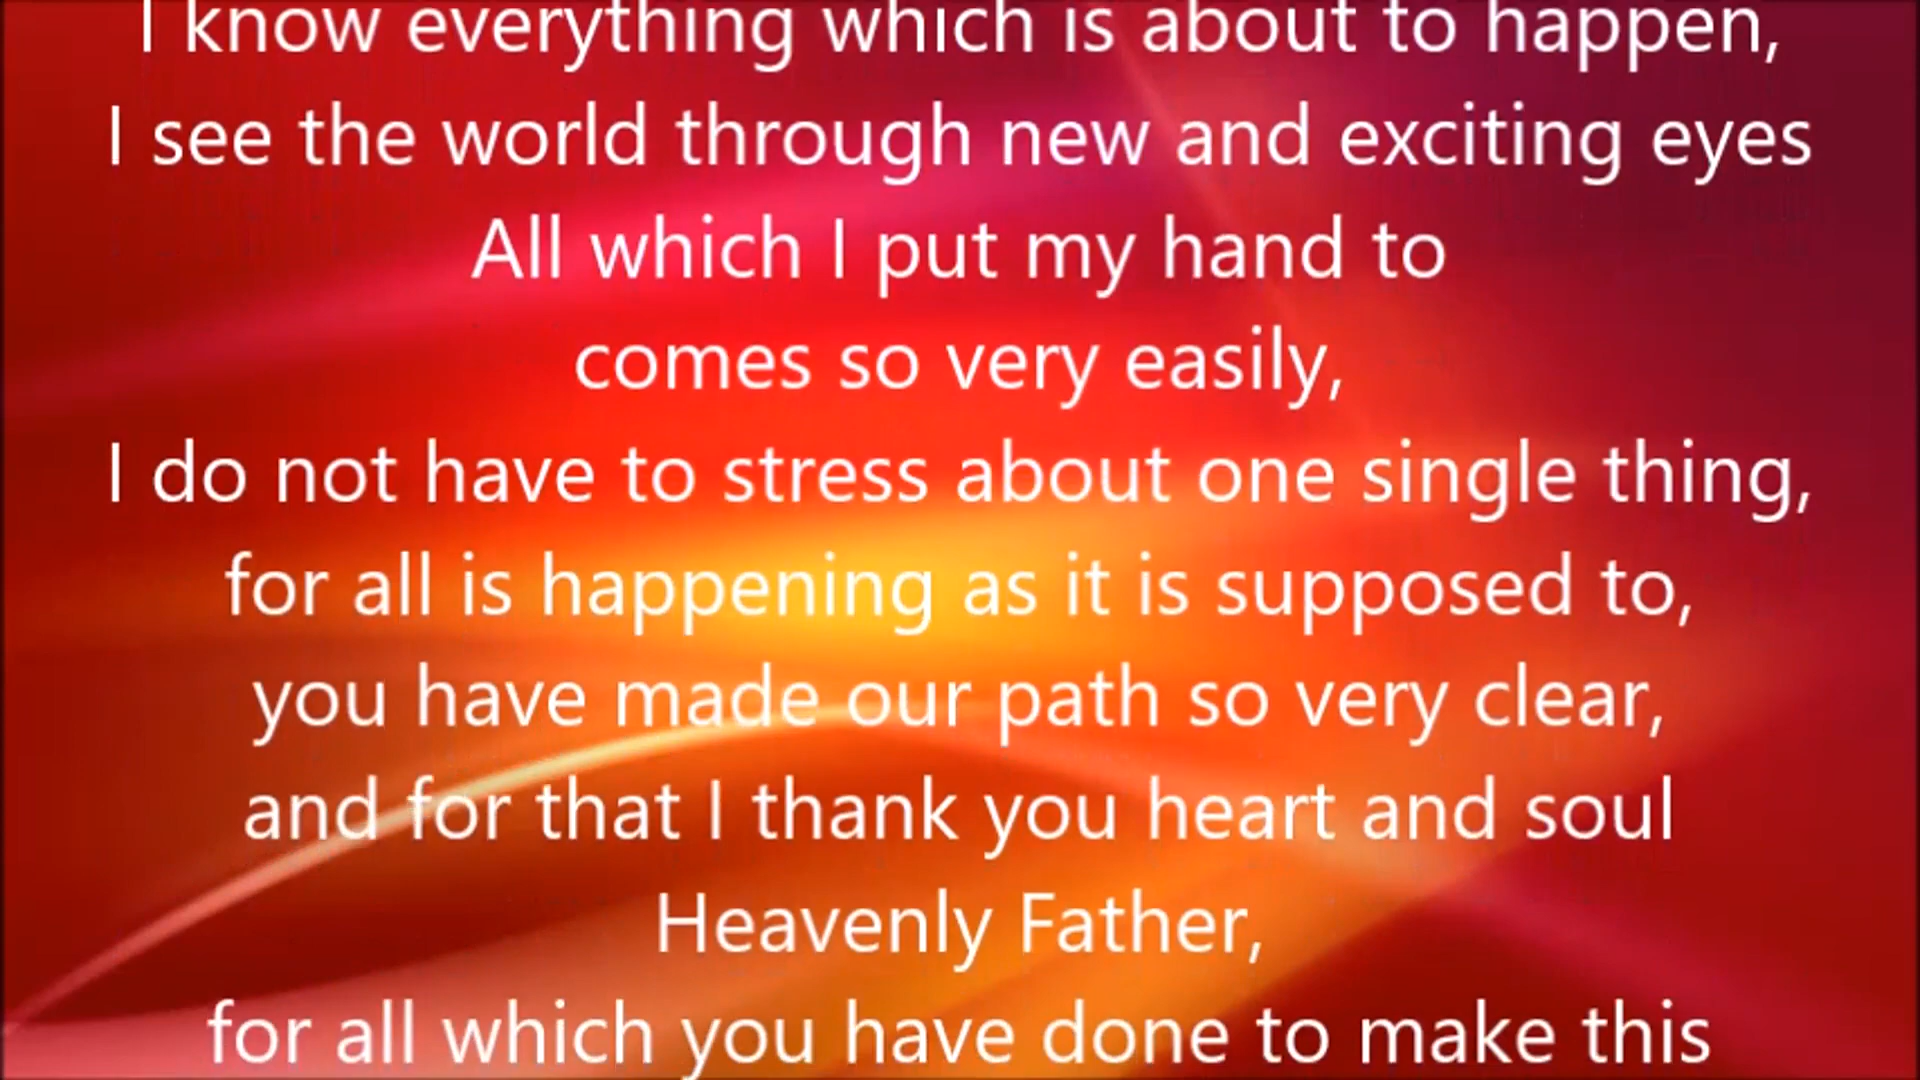 I know everything which is about to happen,
I see the world through new and exciting eyes
All which I put my hand to
comes so very easily,
I do not have to stress about one single thing,
for all is happening as it is supposed to,
you have made our path so very clear,
and for that I thank you heart and soul
Heavenly Father,
for all which you have done to make this